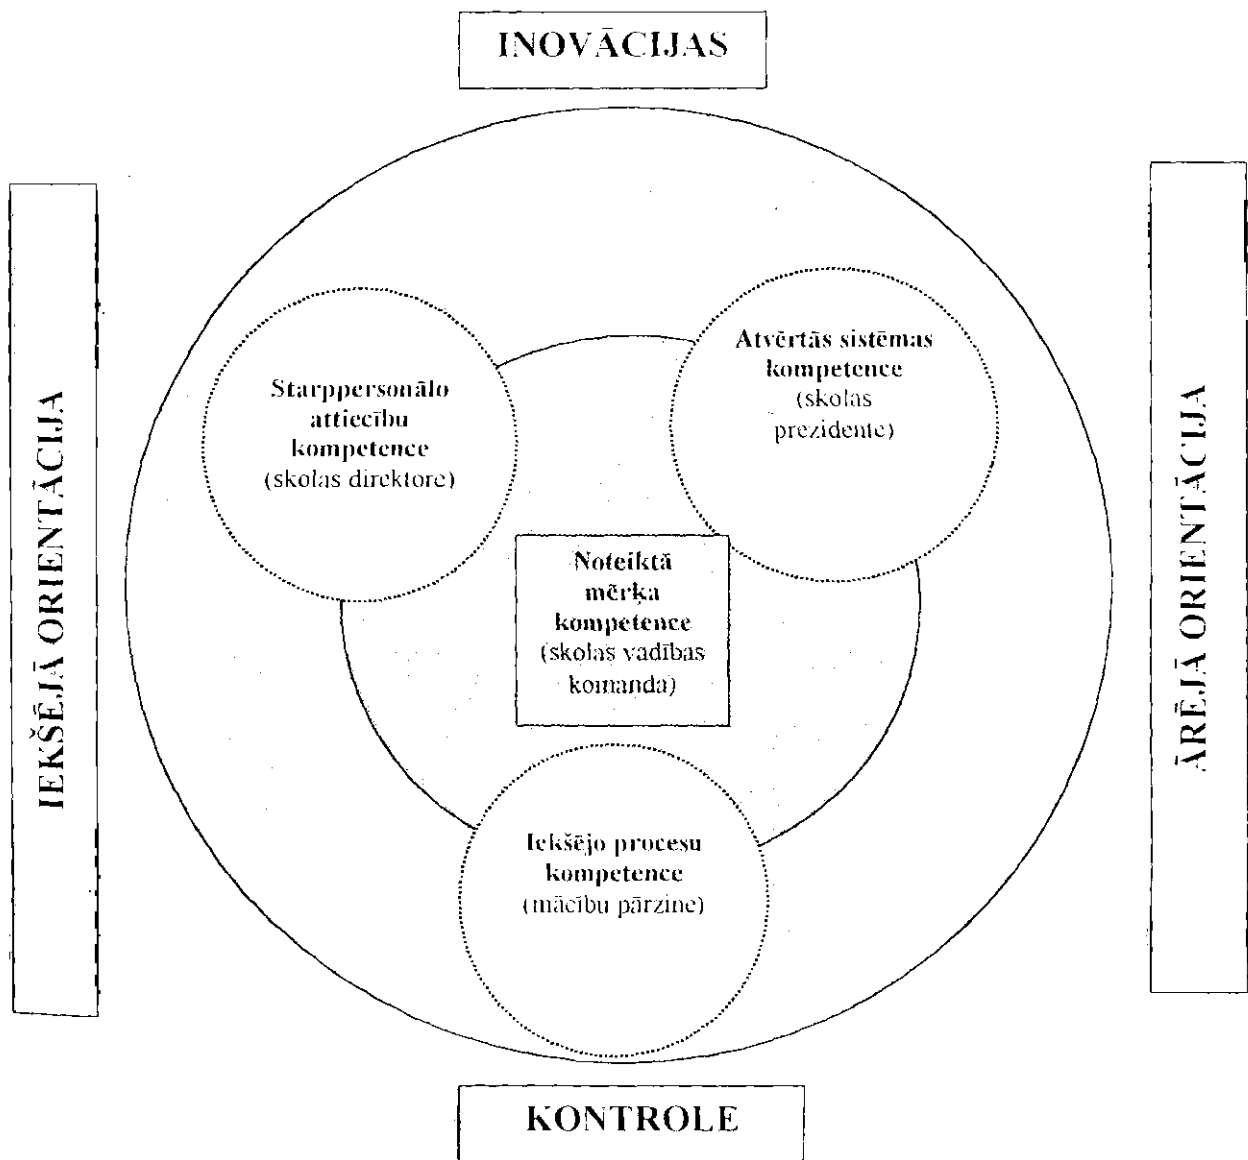 INOVĀCIJAS
IEKŠĒJĀ ORIENTĀCIJA
Starppersonālo
attiecību
kompetence
(skolas direktore)
Atvērtās sistēmas
kompetence
(skolas
prezidente)
ĀRĒJĀ ORIENTĀCIJA
Noteiktā
mērķa
kompetence
(skolas vadības
komanda)
Iekšējo procesu
kompetence
(mācību pārzine)
KONTROLE